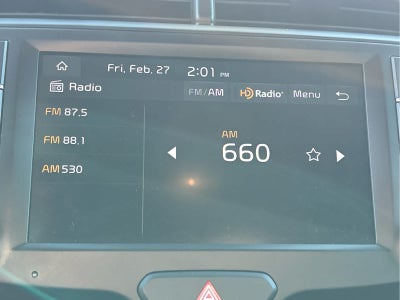 Fri, Feb. 27 2:01 PM
Radio FM/AM HD Radio Menu
FM 87.5
FM 88.1
AM 530
AM
660